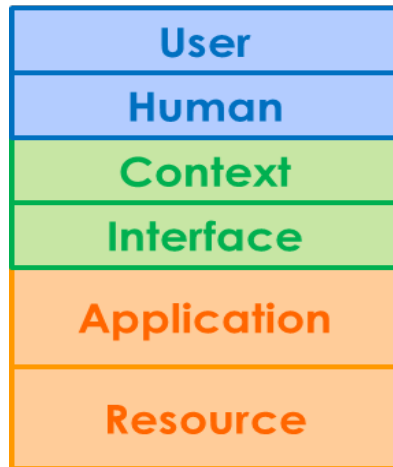 User
Human
Context
Interface
Application
Resource